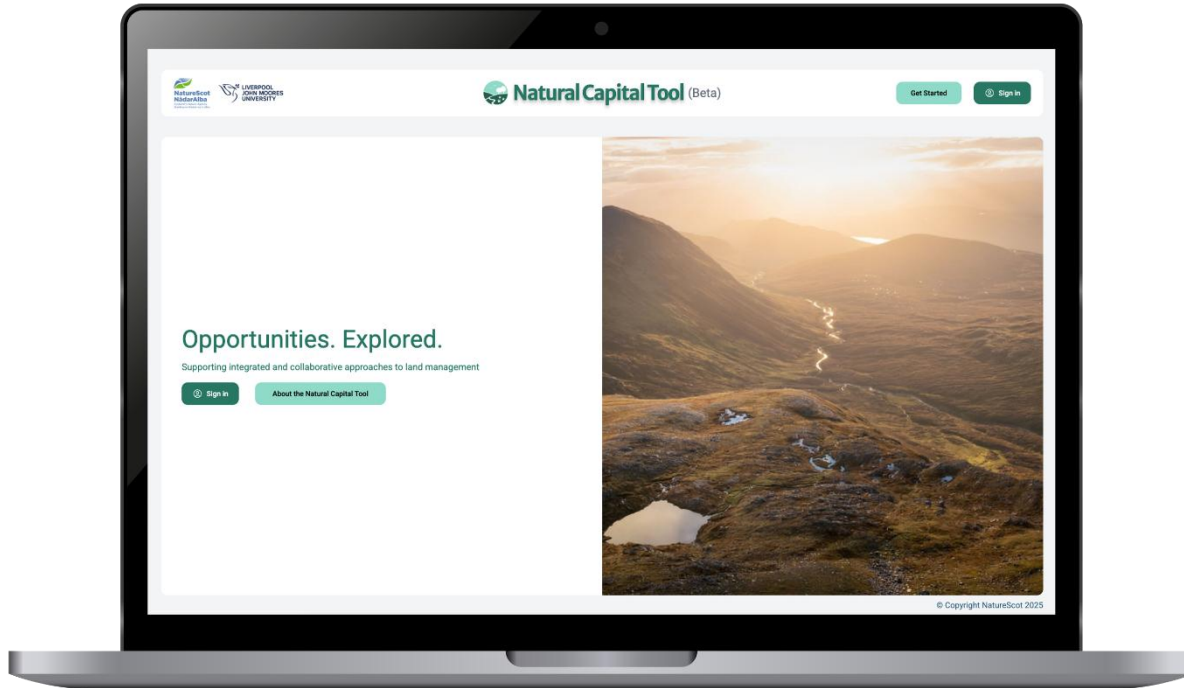 NatureScot
NàdarAlba
LIVERPOOL
JOHN MOORES
UNIVERSITY
Natural Capital Tool (Beta)
Get Started
Sign in
Opportunities. Explored.
Supporting integrated and collaborative approaches to land management
Sign in
About the Natural Capital Tool
© Copyright NatureScot 2025